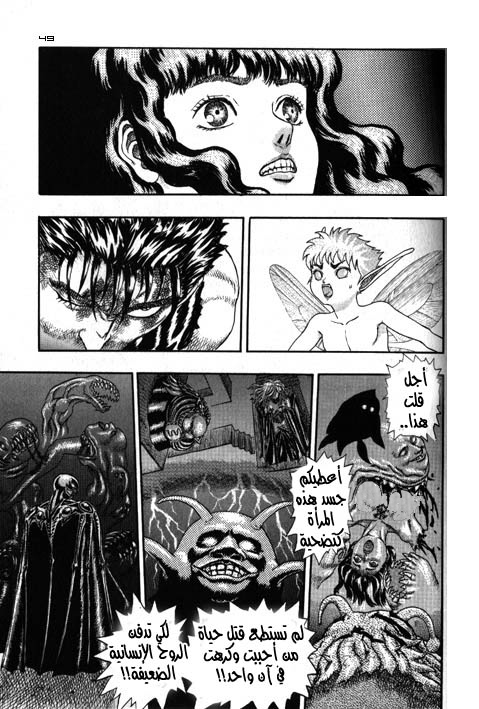 49
أجل
قلت
هذا..
أعطيكم
جسد هذه
المرأة
كتضحية
لم تستطع قتل حياة
من أحببت وكرهت
في آن واحد!!
لكي تدفن
الروح الإنسانية
الضعيفة!!